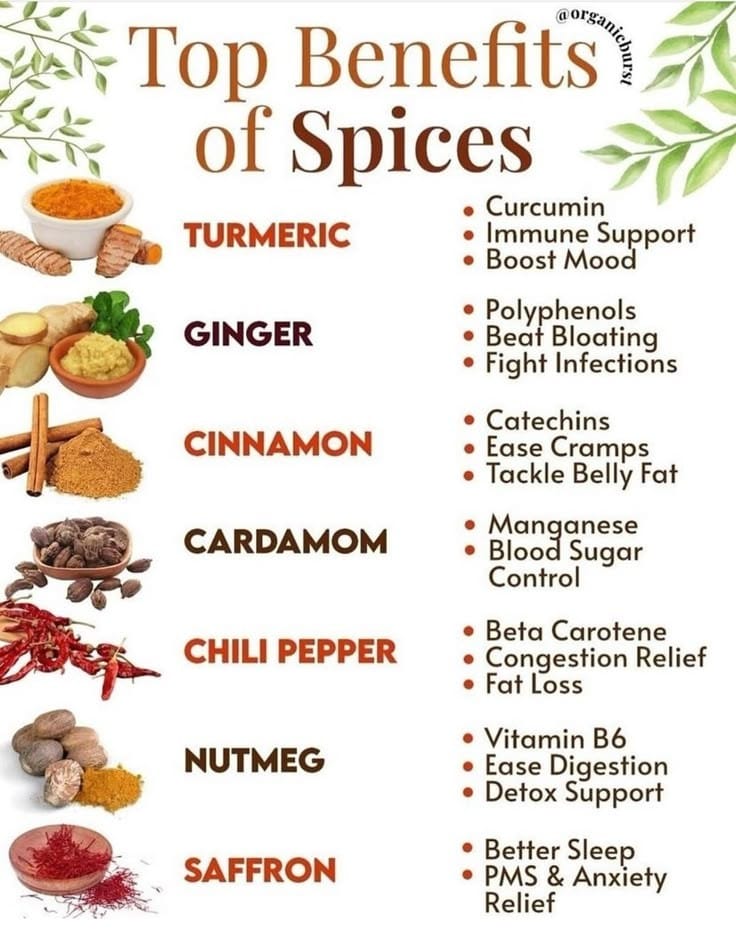 @organicburst
Top Benefits
of Spices
TURMERIC
• Curcumin
• Immune Support
• Boost Mood
GINGER
• Polyphenols
• Beat Bloating
• Fight Infections
CINNAMON
• Catechins
• Ease Cramps
• Tackle Belly Fat
CARDAMOM
• Manganese
• Blood Sugar
Control
CHILI PEPPER
• Beta Carotene
• Congestion Relief
• Fat Loss
NUTMEG
• Vitamin B6
• Ease Digestion
• Detox Support
SAFFRON
• Better Sleep
• PMS & Anxiety
Relief